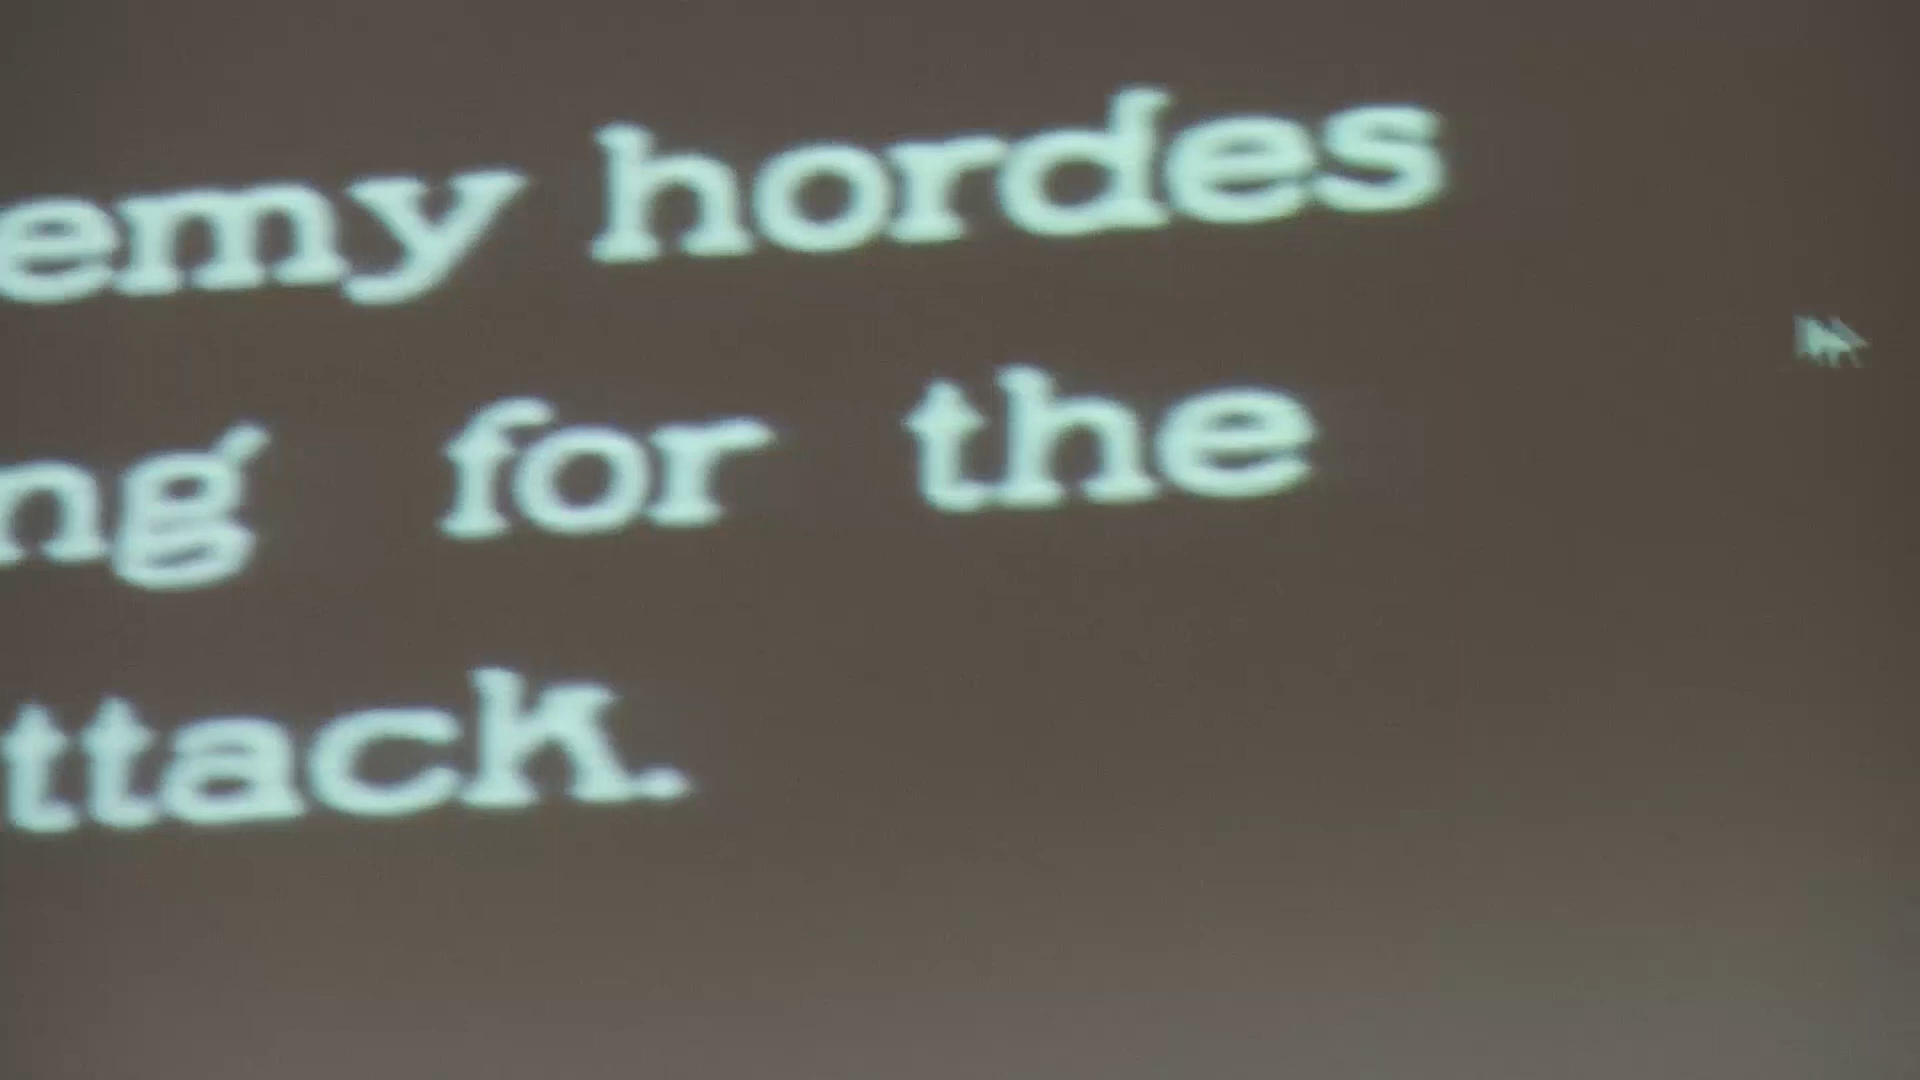 emy hordes
ng for the
ttack.